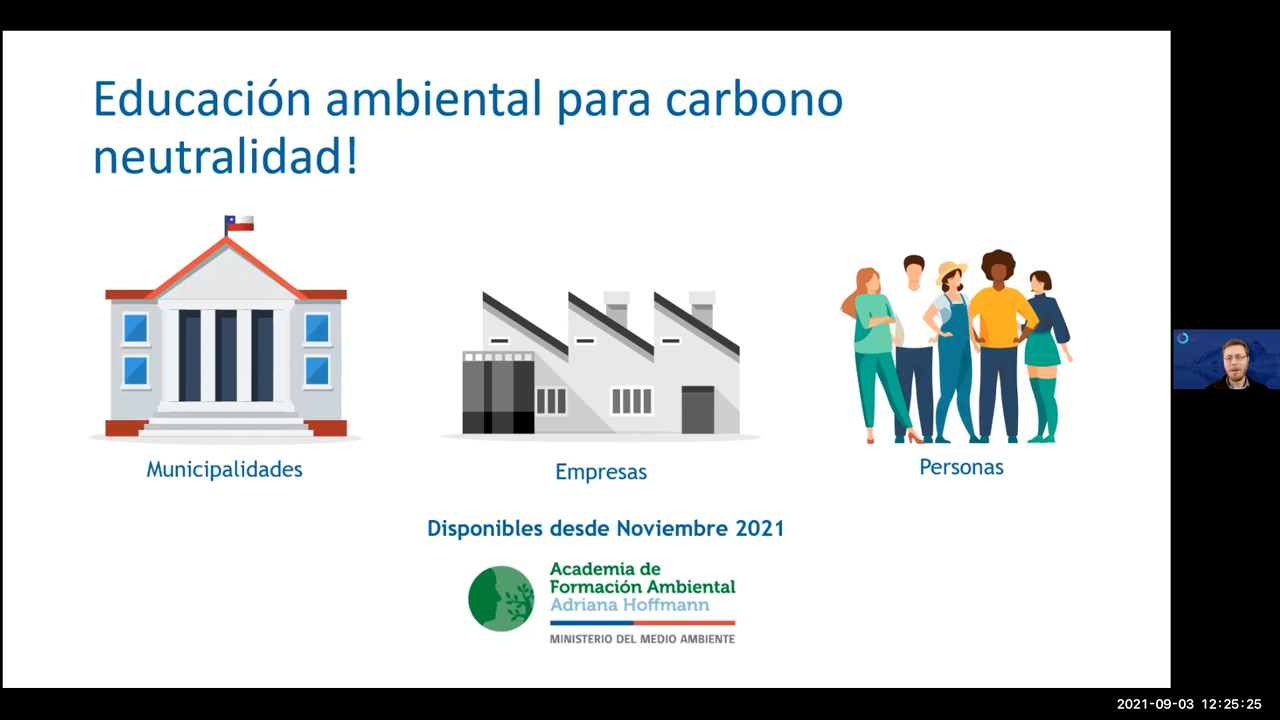 Educación ambiental para carbono
neutralidad!
Municipalidades
Empresas
Personas
Disponibles desde Noviembre 2021
Academia de
Formación Ambiental
Adriana Hoffmann
MINISTERIO DEL MEDIO AMBIENTE
2021-09-03 12:25:25